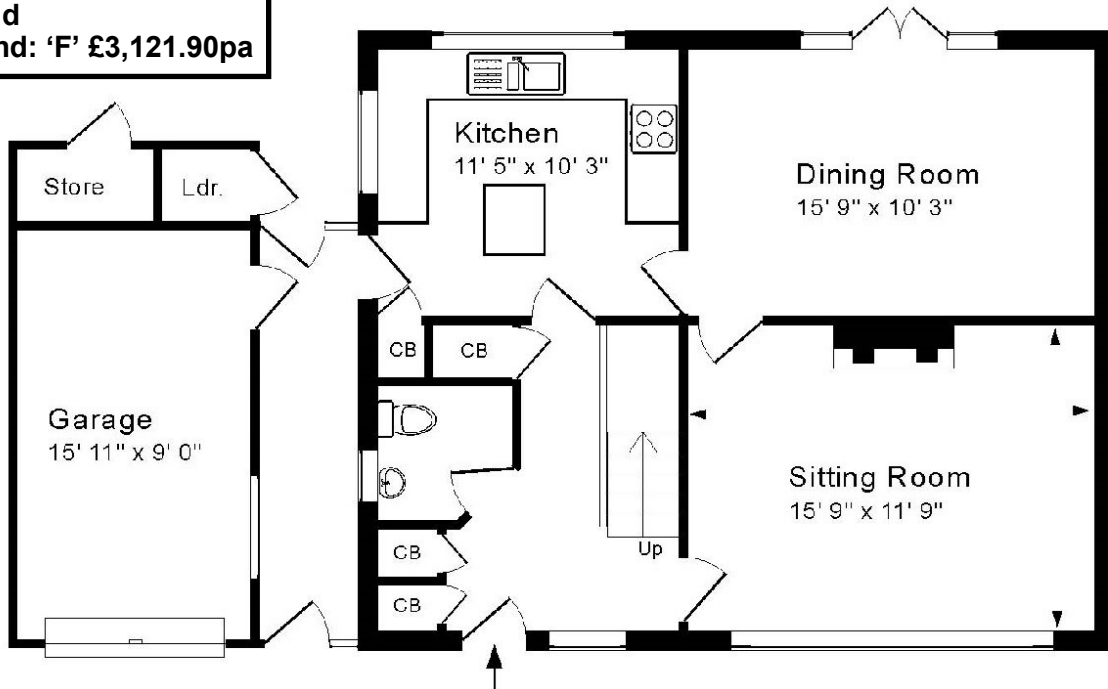 d
nd: ‘F’ £3,121.90pa
Kitchen
11' 5" x 10' 3"
Dining Room
15' 9" x 10' 3"
Store
Ldr.
CB
CB
Garage
15' 11" x 9' 0"
Sitting Room
15' 9" x 11' 9"
Up
CB
CB